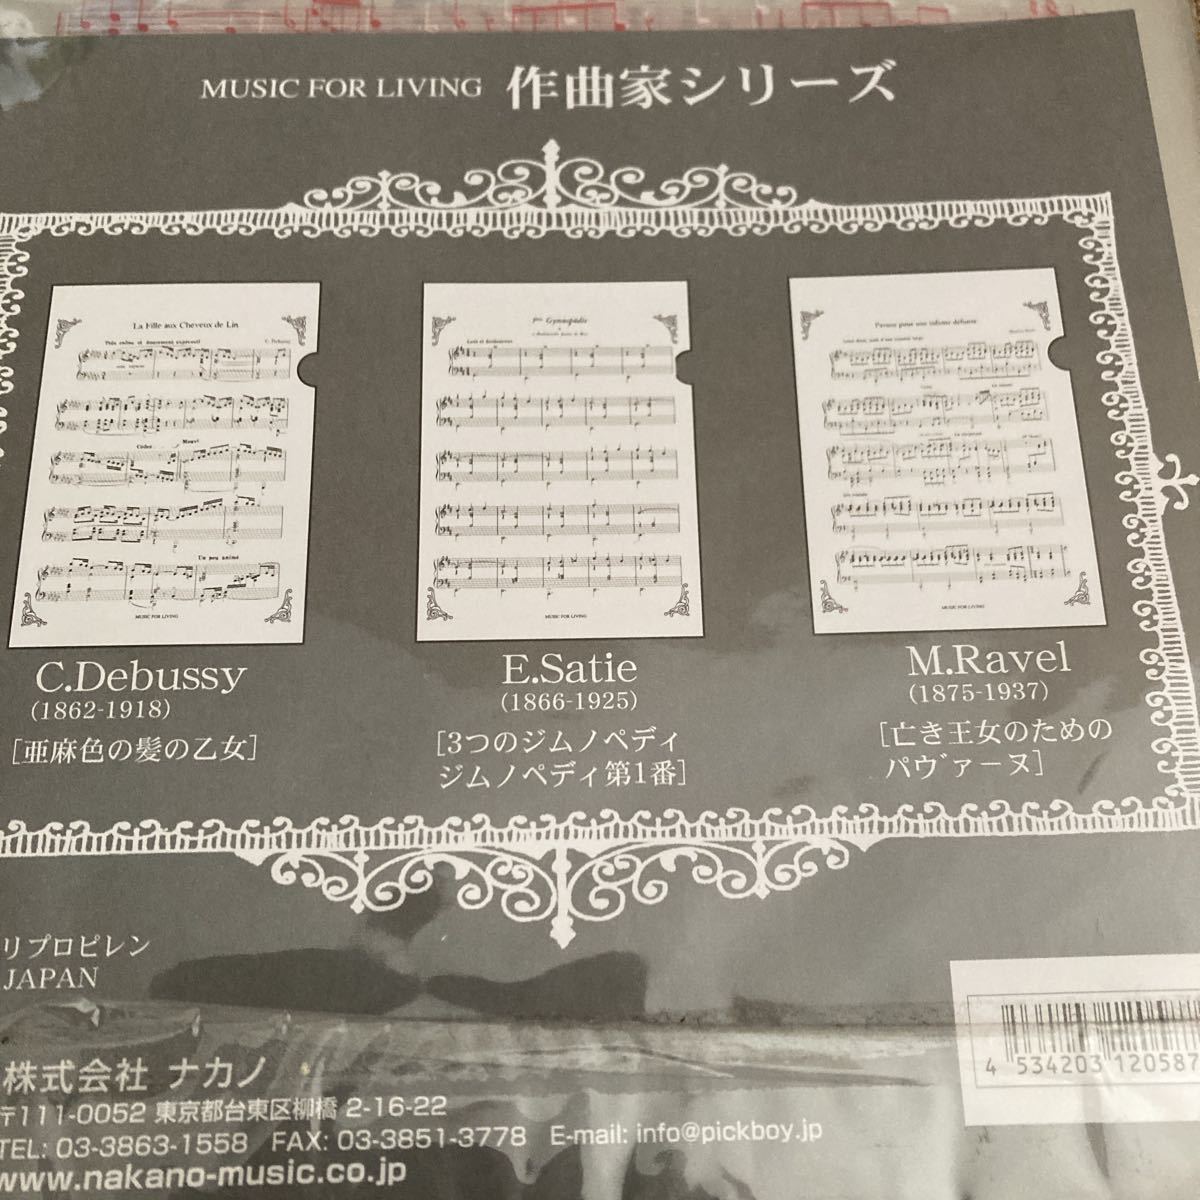 MUSIC FOR LIVING 作曲家シリーズ
La Fille aux Cheveux de Lin
Très calme et doucement expressif
C. Debussy
Cédez
Mouvt
Un peu animé
MUSIC FOR LIVING
Gymnopédie
Lent et douloureux
MUSIC FOR LIVING
Pavane pour une infante défunte
MUSIC FOR LIVING
C.Debussy
(1862-1918)
[亜麻色の髪の乙女]
E.Satie
(1866-1925)
[3つのジムノペディ
ジムノペディ第1番]
M.Ravel
(1875-1937)
[亡き王女のための
パヴァーヌ]
リプロピレン
JAPAN
4 534203 120587
株式会社 ナカノ
〒111-0052 東京都台東区柳橋 2-16-22
TEL: 03-3863-1558 FAX: 03-3851-3778 E-mail: info@pickboy.jp
www.nakano-music.co.jp